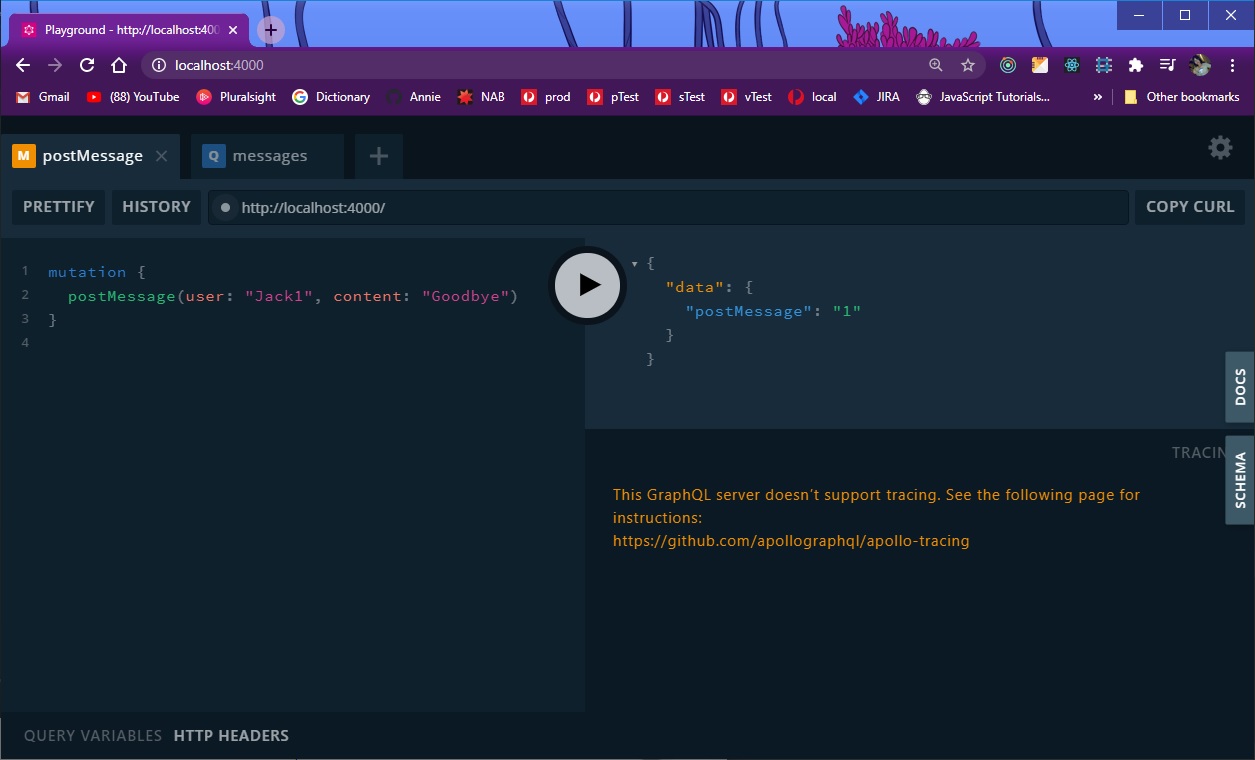 Playground - http://localhost:400
localhost:4000
Gmail (88) YouTube Pluralsight Dictionary Annie NAB prod pTest sTest vTest local JIRA JavaScript Tutorials... » Other bookmarks
M postMessage Q messages
PRETTIFY HISTORY http://localhost:4000/ COPY CURL
1 mutation {
2 postMessage(user: "Jack1", content: "Goodbye")
3 }
4
{
"data": {
"postMessage": "1"
}
}
DOCS
SCHEMA
TRACIN
This GraphQL server doesn't support tracing. See the following page for
instructions:
https://github.com/apollographql/apollo-tracing
QUERY VARIABLES HTTP HEADERS